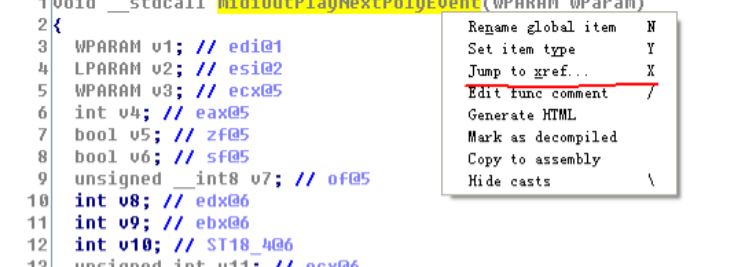 1 void __stdcall midiOutPlayNextPolyEvent(WPARAM wParam)
2 {
3 WPARAM v1; // edi@1
4 LPARAM v2; // esi@2
5 WPARAM v3; // ecx@5
6 int v4; // eax@5
7 bool v5; // zf@5
8 bool v6; // sf@5
9 unsigned __int8 v7; // of@5
10 int v8; // edx@6
11 int v9; // ebx@6
12 int v10; // ST18_4@6
13 unsigned int v11; // ecx@6
Rename global item N
Set item type Y
Jump to xref... X
Edit func comment /
Generate HTML
Mark as decompiled
Copy to assembly
Hide casts \